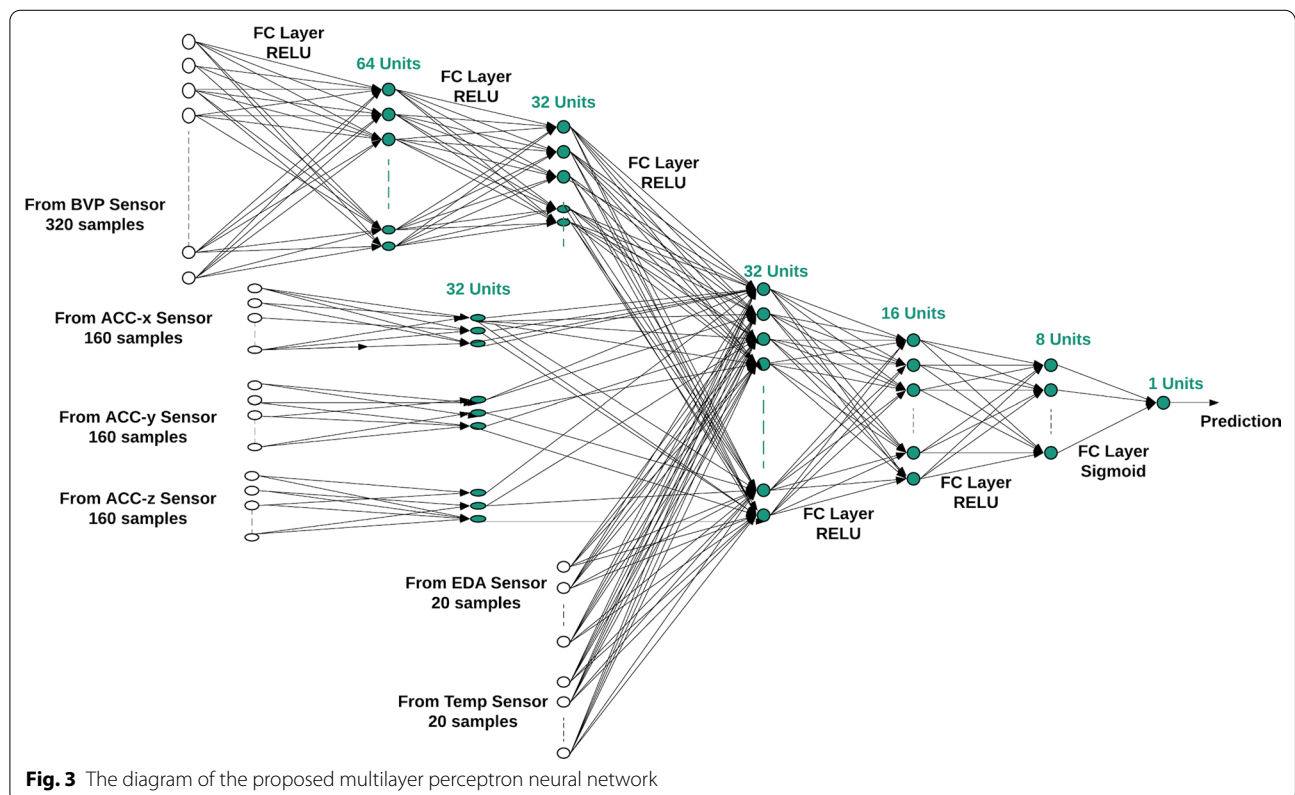 FC Layer
RELU
64 Units
FC Layer
RELU
32 Units
FC Layer
RELU
From BVP Sensor
320 samples
32 Units
32 Units
From ACC-x Sensor
160 samples
16 Units
8 Units
1 Units
Prediction
From ACC-y Sensor
160 samples
FC Layer
Sigmoid
From ACC-z Sensor
160 samples
FC Layer
RELU
FC Layer
RELU
From EDA Sensor
20 samples
From Temp Sensor
20 samples
Fig. 3 The diagram of the proposed multilayer perceptron neural network